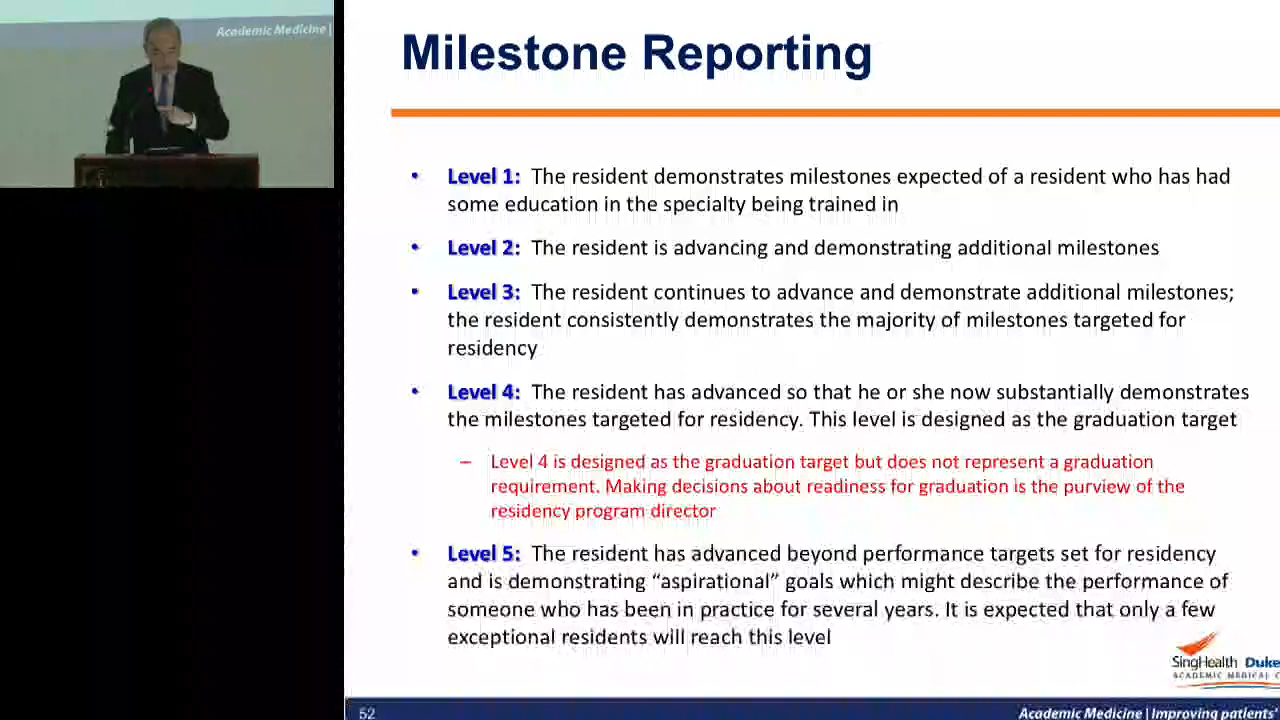 Academic Medicine |
Milestone Reporting
• Level 1: The resident demonstrates milestones expected of a resident who has had
some education in the specialty being trained in
• Level 2: The resident is advancing and demonstrating additional milestones
• Level 3: The resident continues to advance and demonstrate additional milestones;
the resident consistently demonstrates the majority of milestones targeted for
residency
• Level 4: The resident has advanced so that he or she now substantially demonstrates
the milestones targeted for residency. This level is designed as the graduation target
– Level 4 is designed as the graduation target but does not represent a graduation
requirement. Making decisions about readiness for graduation is the purview of the
residency program director
• Level 5: The resident has advanced beyond performance targets set for residency
and is demonstrating “aspirational” goals which might describe the performance of
someone who has been in practice for several years. It is expected that only a few
exceptional residents will reach this level
SingHealth Duke
ACADEMIC MEDICAL C
52
Academic Medicine | Improving patients'